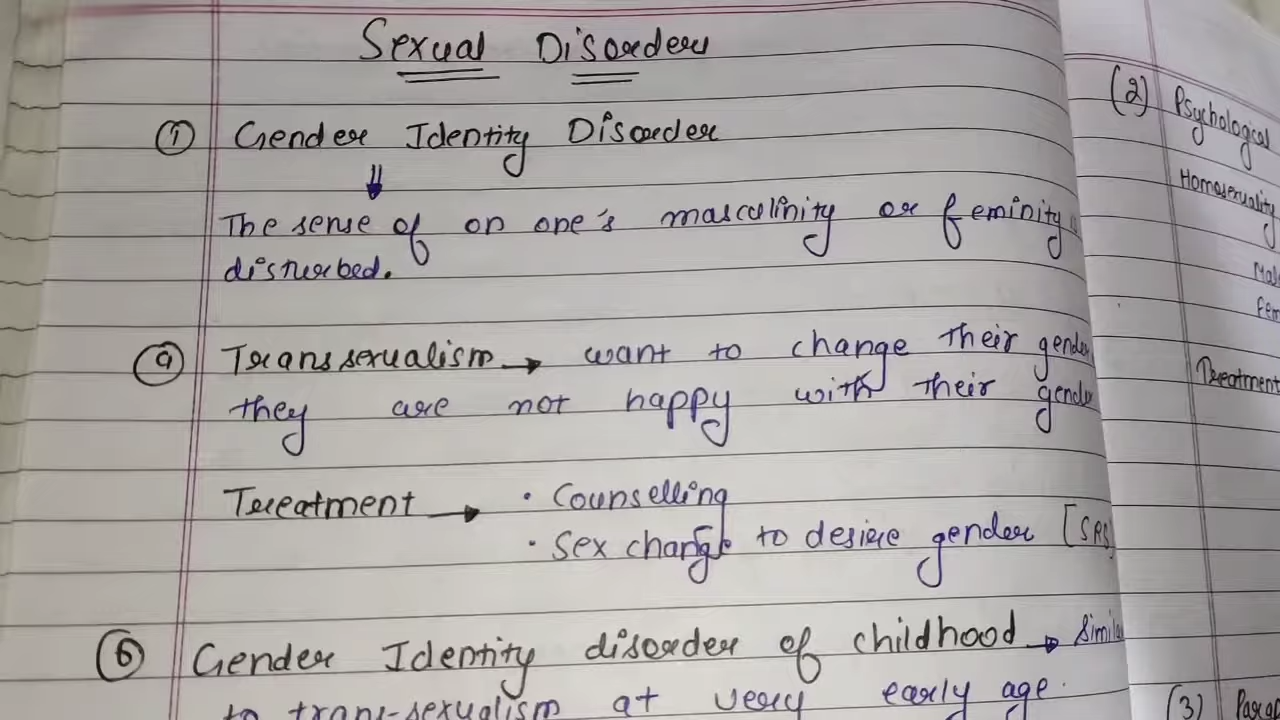 Sexual Disorder
① Gender Identity Disorder
⇓
The sense of on one's masculinity or feminity
disturbed.
ⓐ Transsexualism → want to change their gender
they are not happy with their gender
Treatment → • Counselling
• Sex change to desire gender [SRS]
ⓑ Gender Identity disorder of childhood →
to trans-sexualism at very early age.
(2) Psychological
Homosexuality
Treatment
(3)